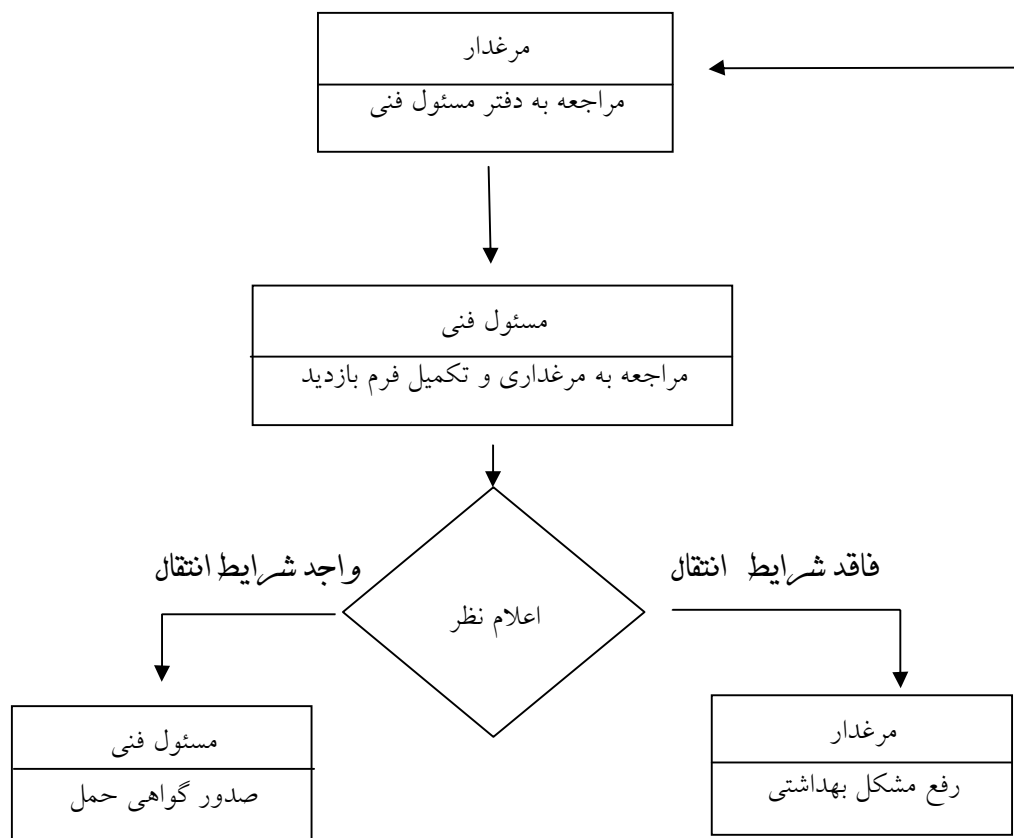 مرغدار
مراجعه به دفتر مسئول فنی
مسئول فنی
مراجعه به مرغداری و تکمیل فرم بازدید
فاقد شرایط انتقال
واجد شرایط انتقال
اعلام نظر
مرغدار
رفع مشکل بهداشتی
مسئول فنی
صدور گواهی حمل